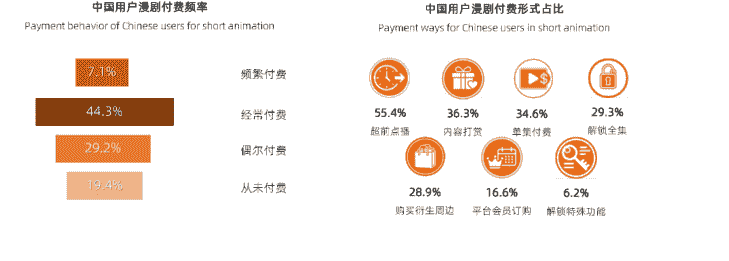 中国用户漫剧付费频率
Payment behavior of Chinese users for short animation
7.1%
频繁付费
44.3%
经常付费
29.2%
偶尔付费
19.4%
从未付费
中国用户漫剧付费形式占比
Payment ways for Chinese users in short animation
55.4%
超前点播
36.3%
内容打赏
34.6%
单集付费
29.3%
解锁全集
28.9%
购买衍生周边
16.6%
平台会员订购
6.2%
解锁特殊功能